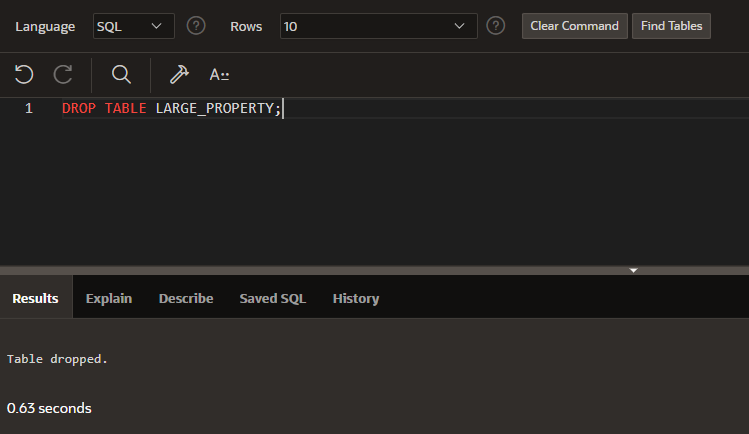 Language SQL ? Rows 10 ? Clear Command Find Tables
A
1 DROP TABLE LARGE_PROPERTY;
Results Explain Describe Saved SQL History
Table dropped.
0.63 seconds